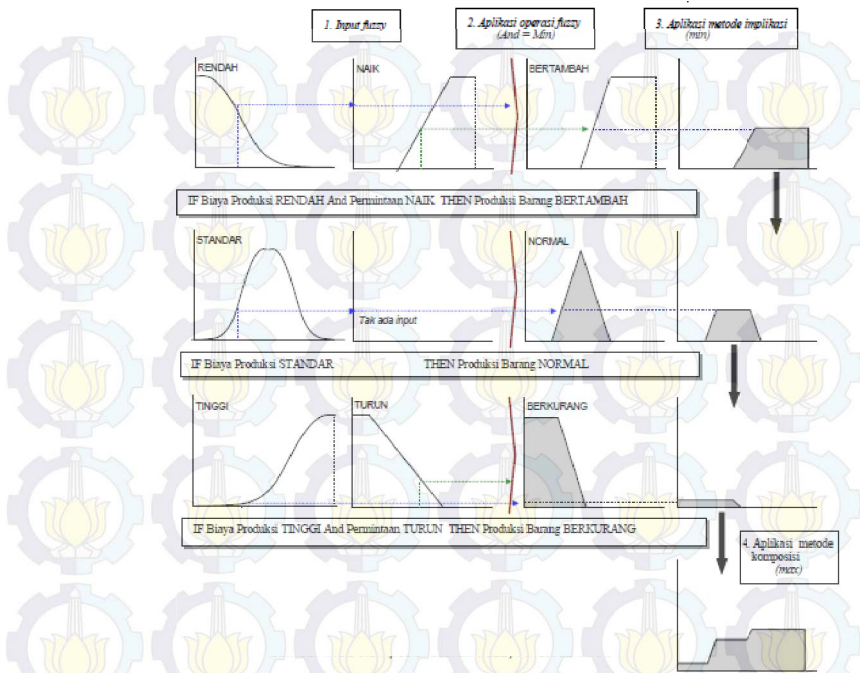 1. Input fuzzy
2. Aplikasi operasi fuzzy
(And = Min)
3. Aplikasi metode implikasi
(min)
RENDAH
NAIK
BERTAMBAH
IF Biaya Produksi RENDAH And Permintaan NAIK THEN Produksi Barang BERTAMBAH
STANDAR
NORMAL
Tak ada input
IF Biaya Produksi STANDAR THEN Produksi Barang NORMAL
TINGGI
TURUN
BERKURANG
IF Biaya Produksi TINGGI And Permintaan TURUN THEN Produksi Barang BERKURANG
4. Aplikasi metode
komposisi
(max)